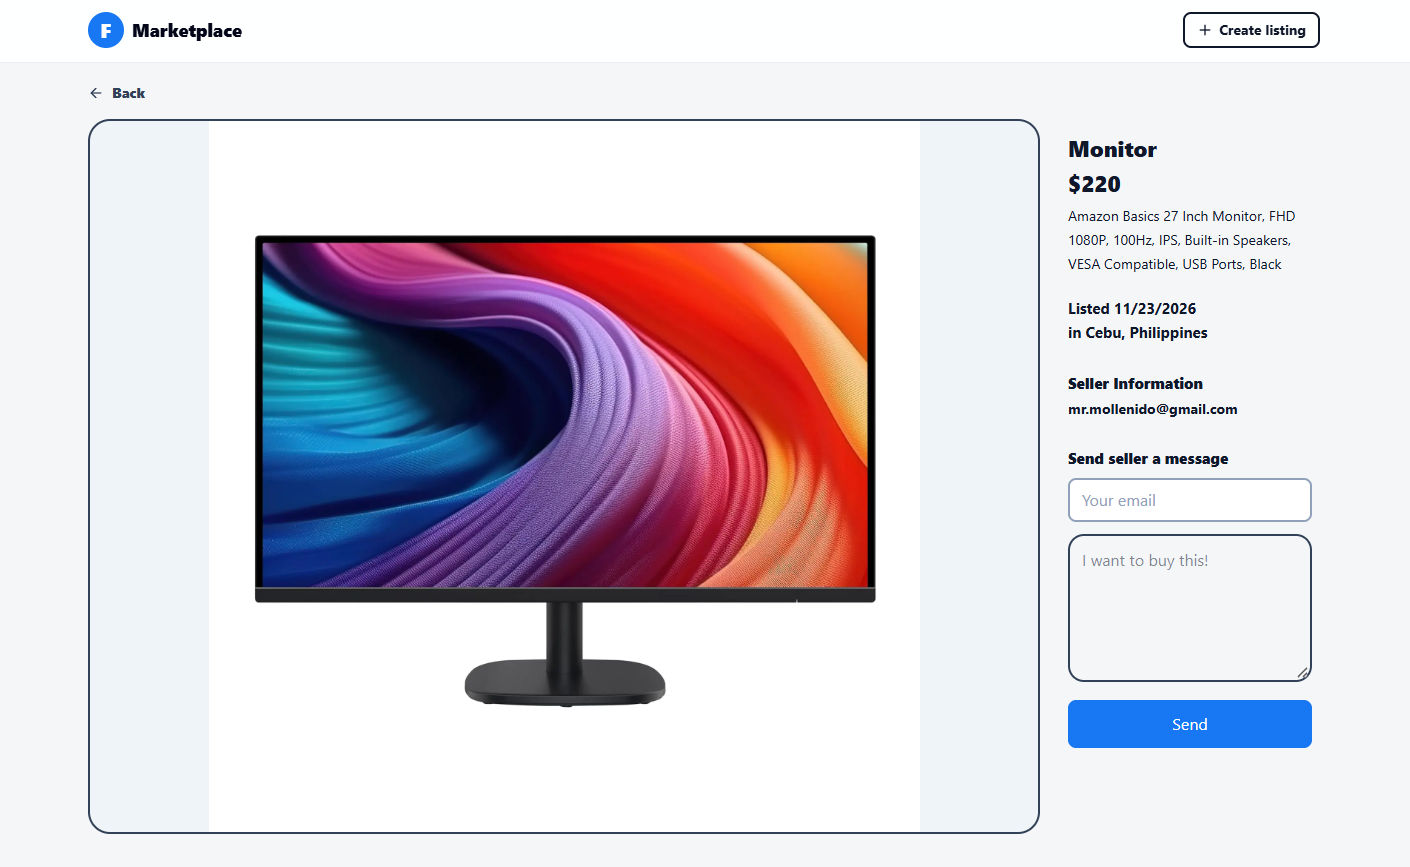 F Marketplace
Create listing
Back
Monitor
$220
Amazon Basics 27 Inch Monitor, FHD
1080P, 100Hz, IPS, Built-in Speakers,
VESA Compatible, USB Ports, Black
Listed 11/23/2026
in Cebu, Philippines
Seller Information
mr.mollenido@gmail.com
Send seller a message
Your email
I want to buy this!
Send